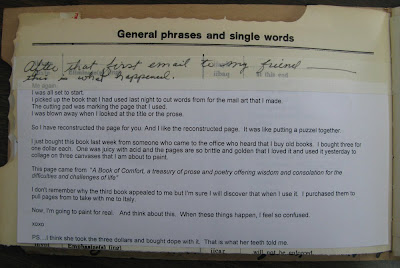 General phrases and single words
After that first email to my friend —
this is what happened.
Me again,
I was all set to start.
I picked up the book that I had used last night to cut words from for the mail art that I made.
The cutting pad was marking the page that I used.
I was blown away when I looked at the title or the prose.
So I have reconstructed the page for you. And I like the reconstructed page. It was like putting a puzzel together.
I just bought this book last week from someone who came to the office who had heard that I buy old books. I bought three for
one dollar each. One was juicy with acid and the pages are so brittle and golden that I loved it and used it yesterday to
collage on three canvases that I am about to paint.
This page came from "A Book of Comfort, a treasury of prose and poetry offering wisdom and consolation for the
difficulties and challenges of life"
I don't remember why the third book appealed to me but I'm sure I will discover that when I use it. I purchased them to
pull pages from to take with me to italy.
Now, I'm going to paint for real. And think about this. When these things happen, I feel so confused.
xoxo
PS....I think she took the three dollars and bought dope with it. That is what her teeth told me.